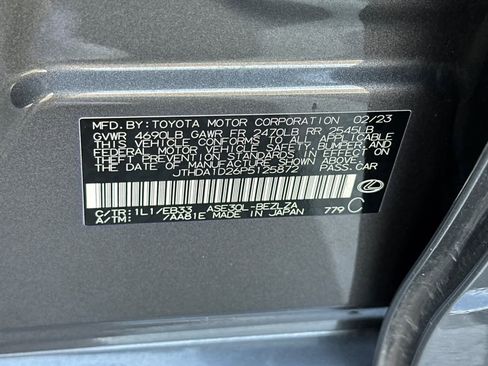 MFD. BY: TOYOTA MOTOR CORPORATION 02/23
GVWR 4690LB GAWR FR 2470LB RR 2545LB
THIS VEHICLE CONFORMS TO ALL APPLICABLE
FEDERAL MOTOR VEHICLE SAFETY, BUMPER, AND
THEFT PREVENTION STANDARDS IN EFFECT ON
THE DATE OF MANUFACTURE SHOWN ABOVE.
JTHDA1D26P5125872 PASS.CAR
C/TR: 1L1/EB33 ASE30L-BEZLZA
A/TM: /AA81E MADE IN JAPAN 779 C